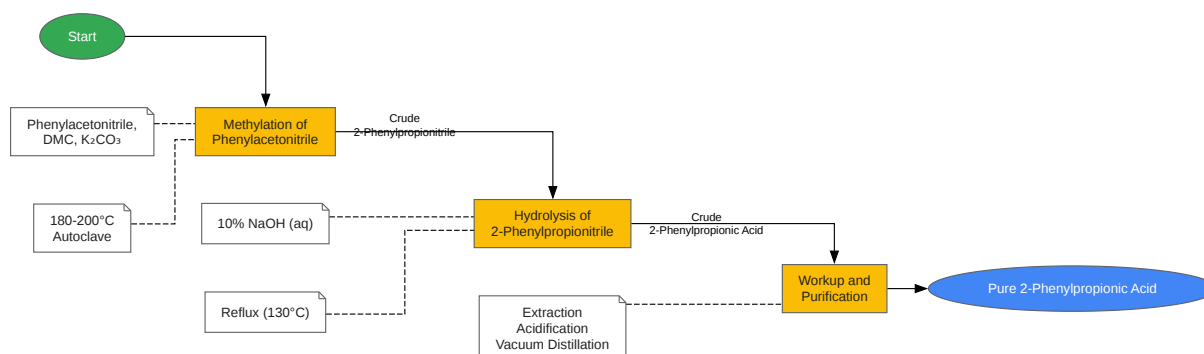 Start
Phenylacetonitrile,
DMC, K₂CO₃
Methylation of
Phenylacetonitrile
Crude
2-Phenylpropionitrile
180-200°C
Autoclave
10% NaOH (aq)
Hydrolysis of
2-Phenylpropionitrile
Crude
2-Phenylpropionic Acid
Reflux (130°C)
Workup and
Purification
Pure 2-Phenylpropionic Acid
Extraction
Acidification
Vacuum Distillation